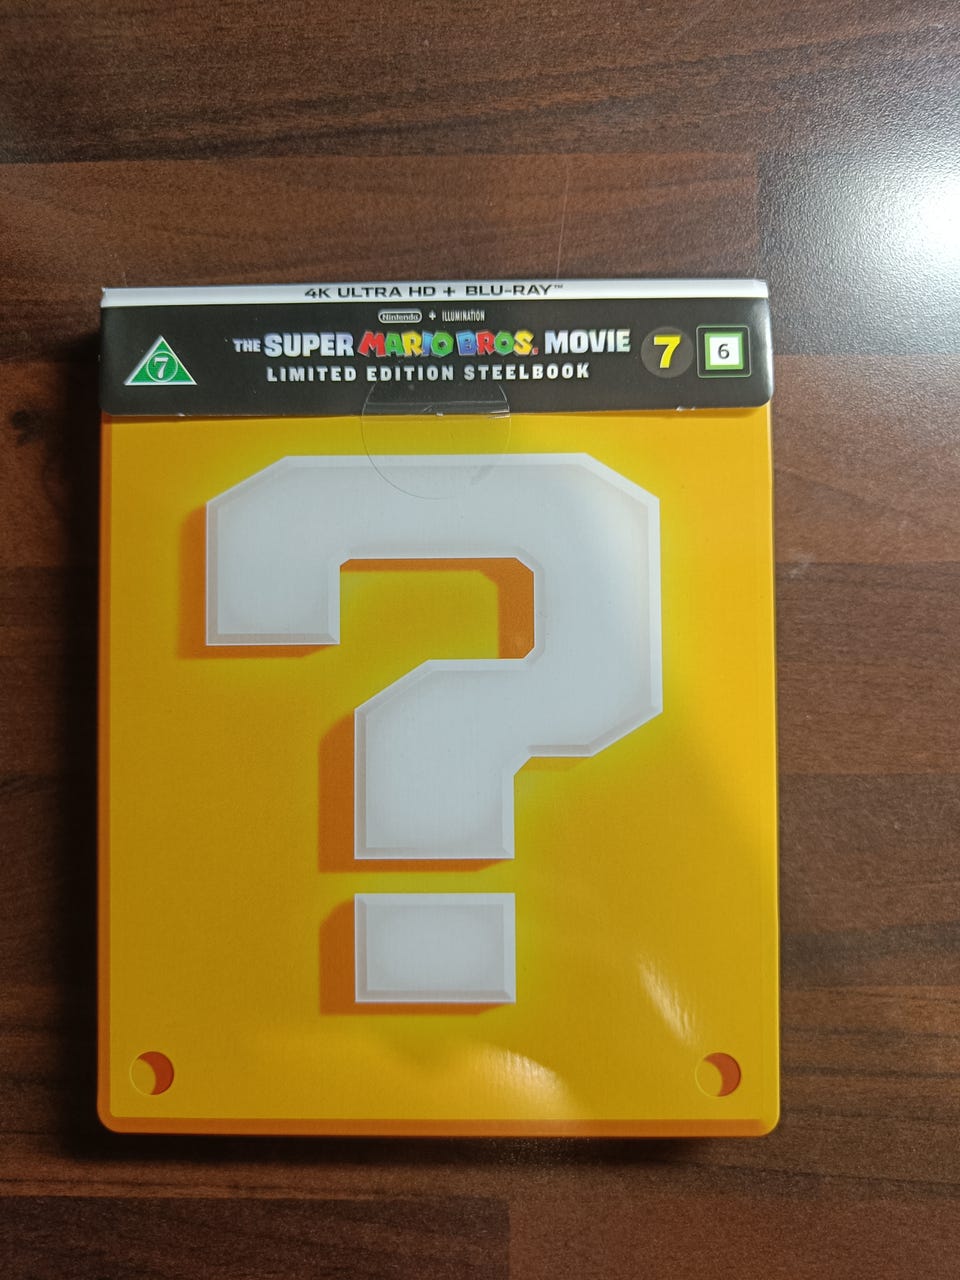 4K ULTRA HD + BLU-RAY™
Nintendo + ILLUMINATION
THE SUPER MARIO BROS. MOVIE
LIMITED EDITION STEELBOOK
7
7
6
?